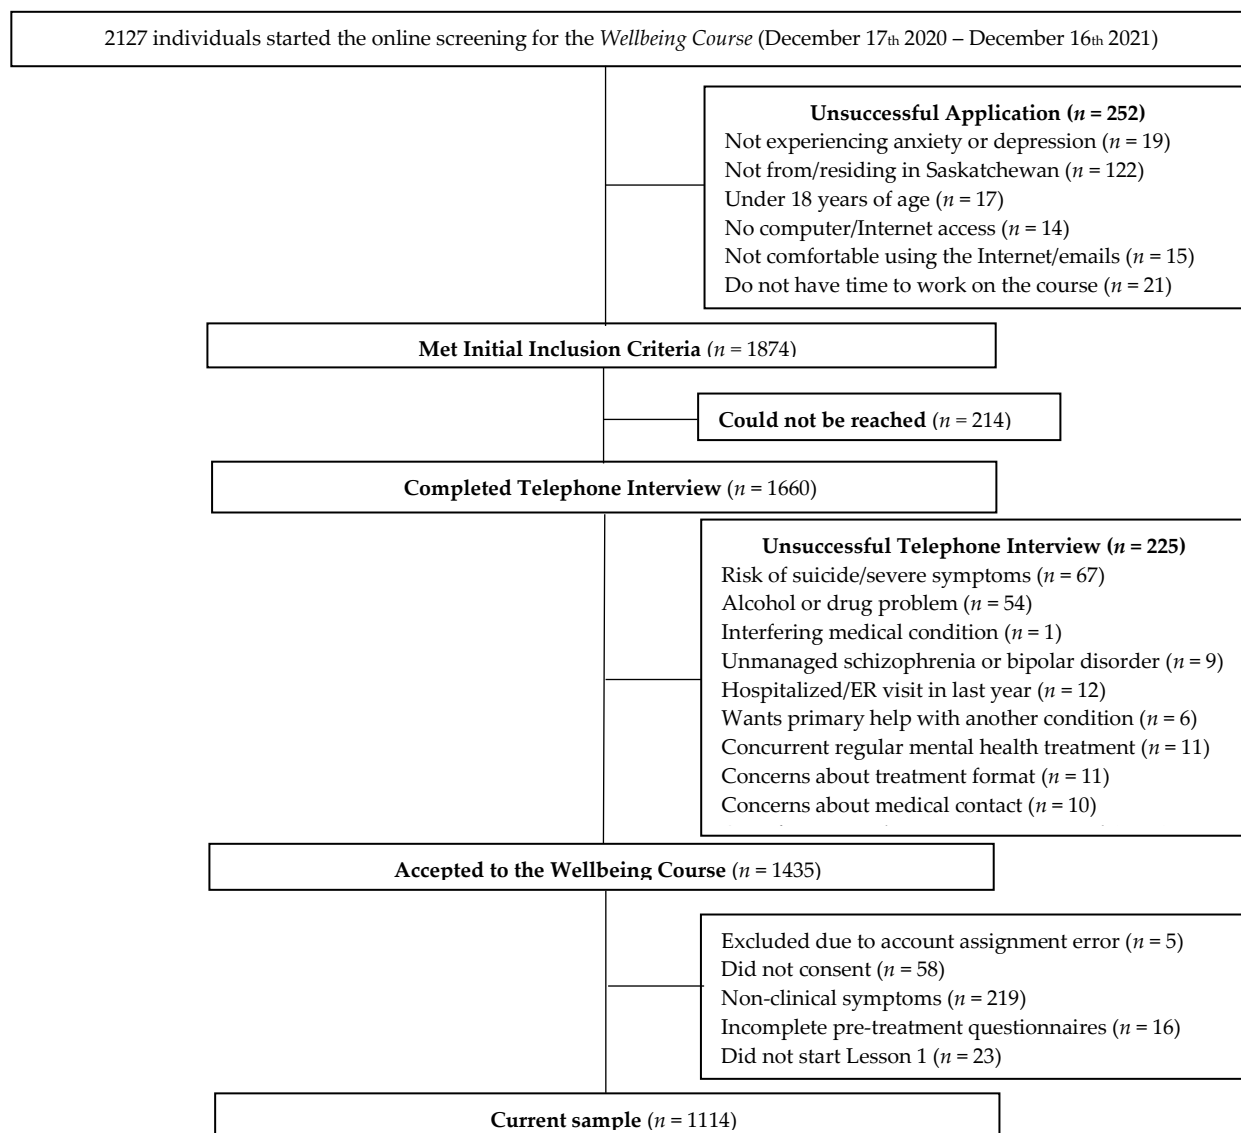 2127 individuals started the online screening for the Wellbeing Course (December 17th 2020 – December 16th 2021)
Unsuccessful Application (n = 252)
Not experiencing anxiety or depression (n = 19)
Not from/residing in Saskatchewan (n = 122)
Under 18 years of age (n = 17)
No computer/Internet access (n = 14)
Not comfortable using the Internet/emails (n = 15)
Do not have time to work on the course (n = 21)
Met Initial Inclusion Criteria (n = 1874)
Could not be reached (n = 214)
Completed Telephone Interview (n = 1660)
Unsuccessful Telephone Interview (n = 225)
Risk of suicide/severe symptoms (n = 67)
Alcohol or drug problem (n = 54)
Interfering medical condition (n = 1)
Unmanaged schizophrenia or bipolar disorder (n = 9)
Hospitalized/ER visit in last year (n = 12)
Wants primary help with another condition (n = 6)
Concurrent regular mental health treatment (n = 11)
Concerns about treatment format (n = 11)
Concerns about medical contact (n = 10)
Accepted to the Wellbeing Course (n = 1435)
Excluded due to account assignment error (n = 5)
Did not consent (n = 58)
Non-clinical symptoms (n = 219)
Incomplete pre-treatment questionnaires (n = 16)
Did not start Lesson 1 (n = 23)
Current sample (n = 1114)